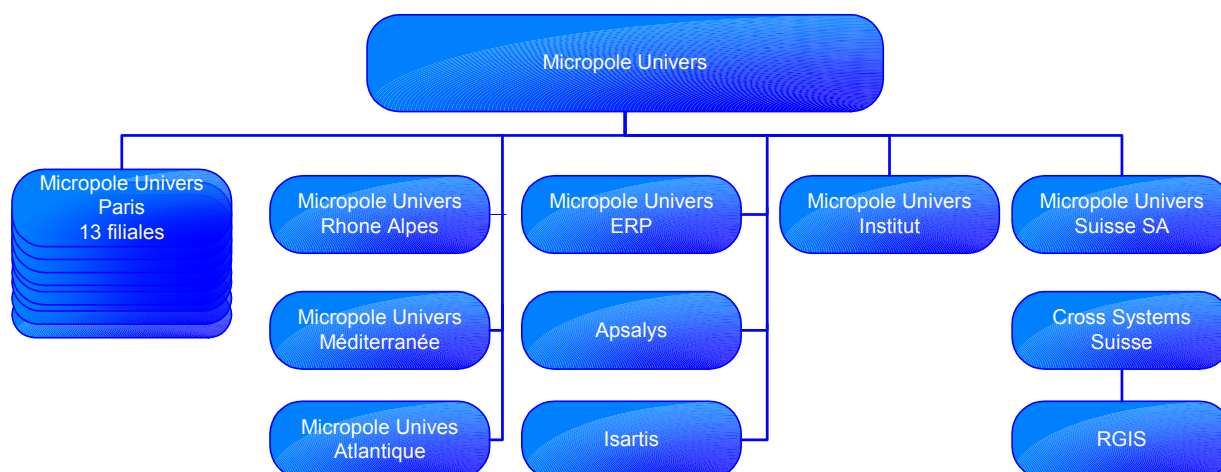 Micropole Univers
Micropole Univers
Paris
13 filiales
Micropole Univers
Rhone Alpes
Micropole Univers
ERP
Micropole Univers
Institut
Micropole Univers
Suisse SA
Micropole Univers
Méditerranée
Apsalys
Cross Systems
Suisse
Micropole Unives
Atlantique
Isartis
RGIS